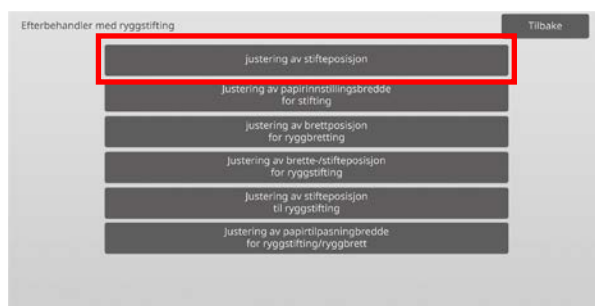 Efterbehandler med ryggstifting
Tilbake
justering av stifteposisjon
Justering av papirinnstillingsbredde
for stifting
justering av brettposisjon
for ryggbretting
Justering av brette-/stifteposisjon
for ryggstifting
Justering av stifteposisjon
til ryggstifting
Justering av papirtilpasningbredde
for ryggstifting/ryggbrett